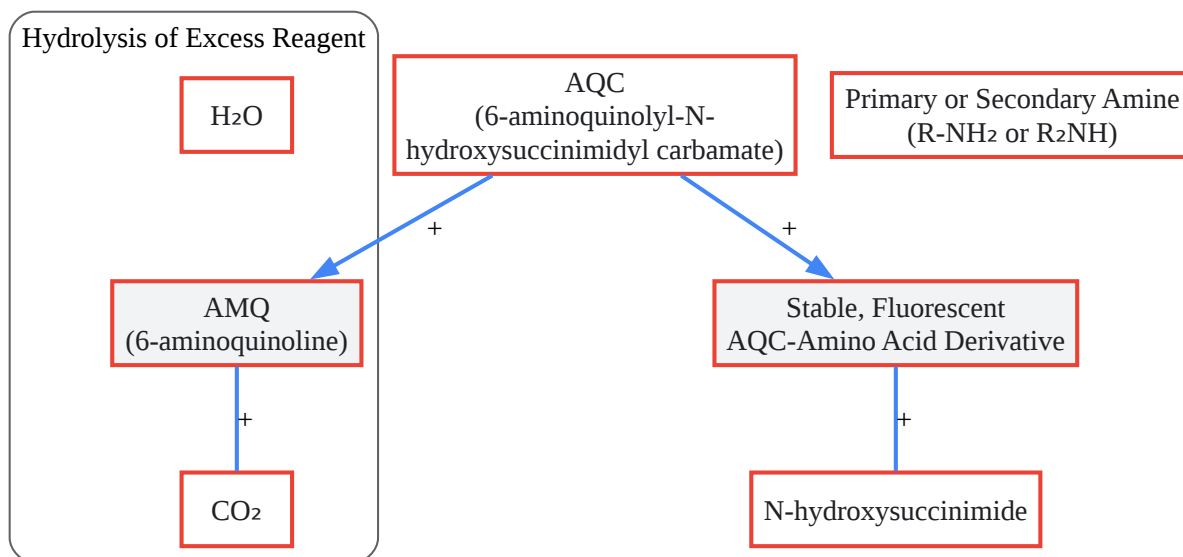 Hydrolysis of Excess Reagent
H₂O
AQC
(6-aminoquinolyl-N-
hydroxysuccinimidyl carbamate)
Primary or Secondary Amine
(R-NH₂ or R₂NH)
+
+
AMQ
(6-aminoquinoline)
Stable, Fluorescent
AQC-Amino Acid Derivative
+
+
CO₂
N-hydroxysuccinimide